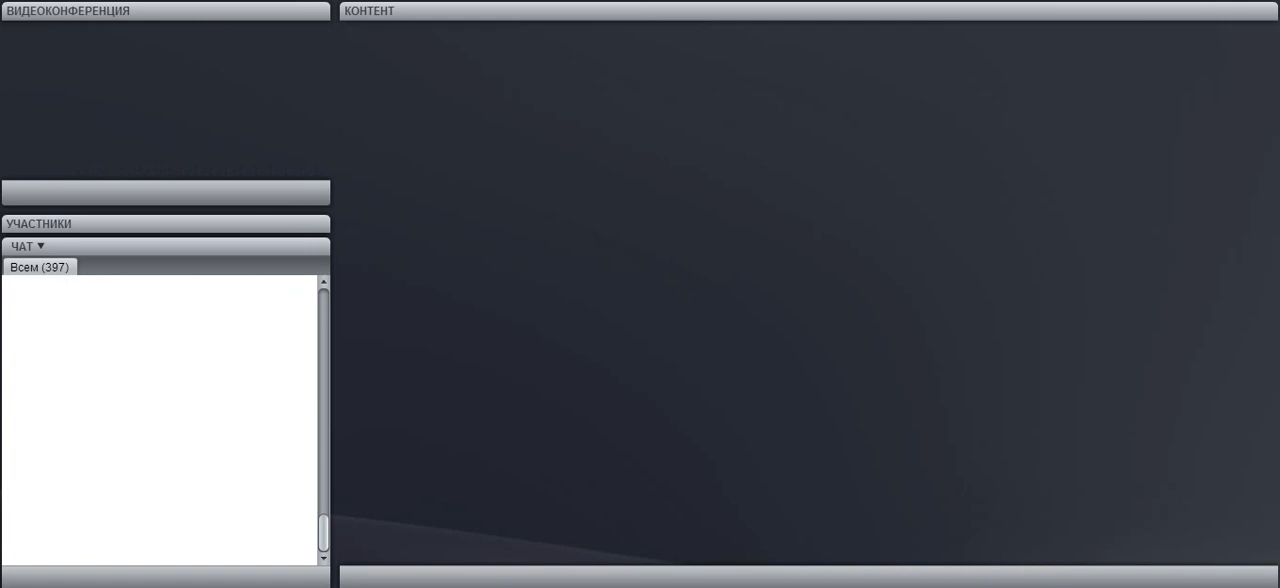 ВИДЕОКОНФЕРЕНЦИЯ
КОНТЕНТ
УЧАСТНИКИ
ЧАТ
Всем (397)